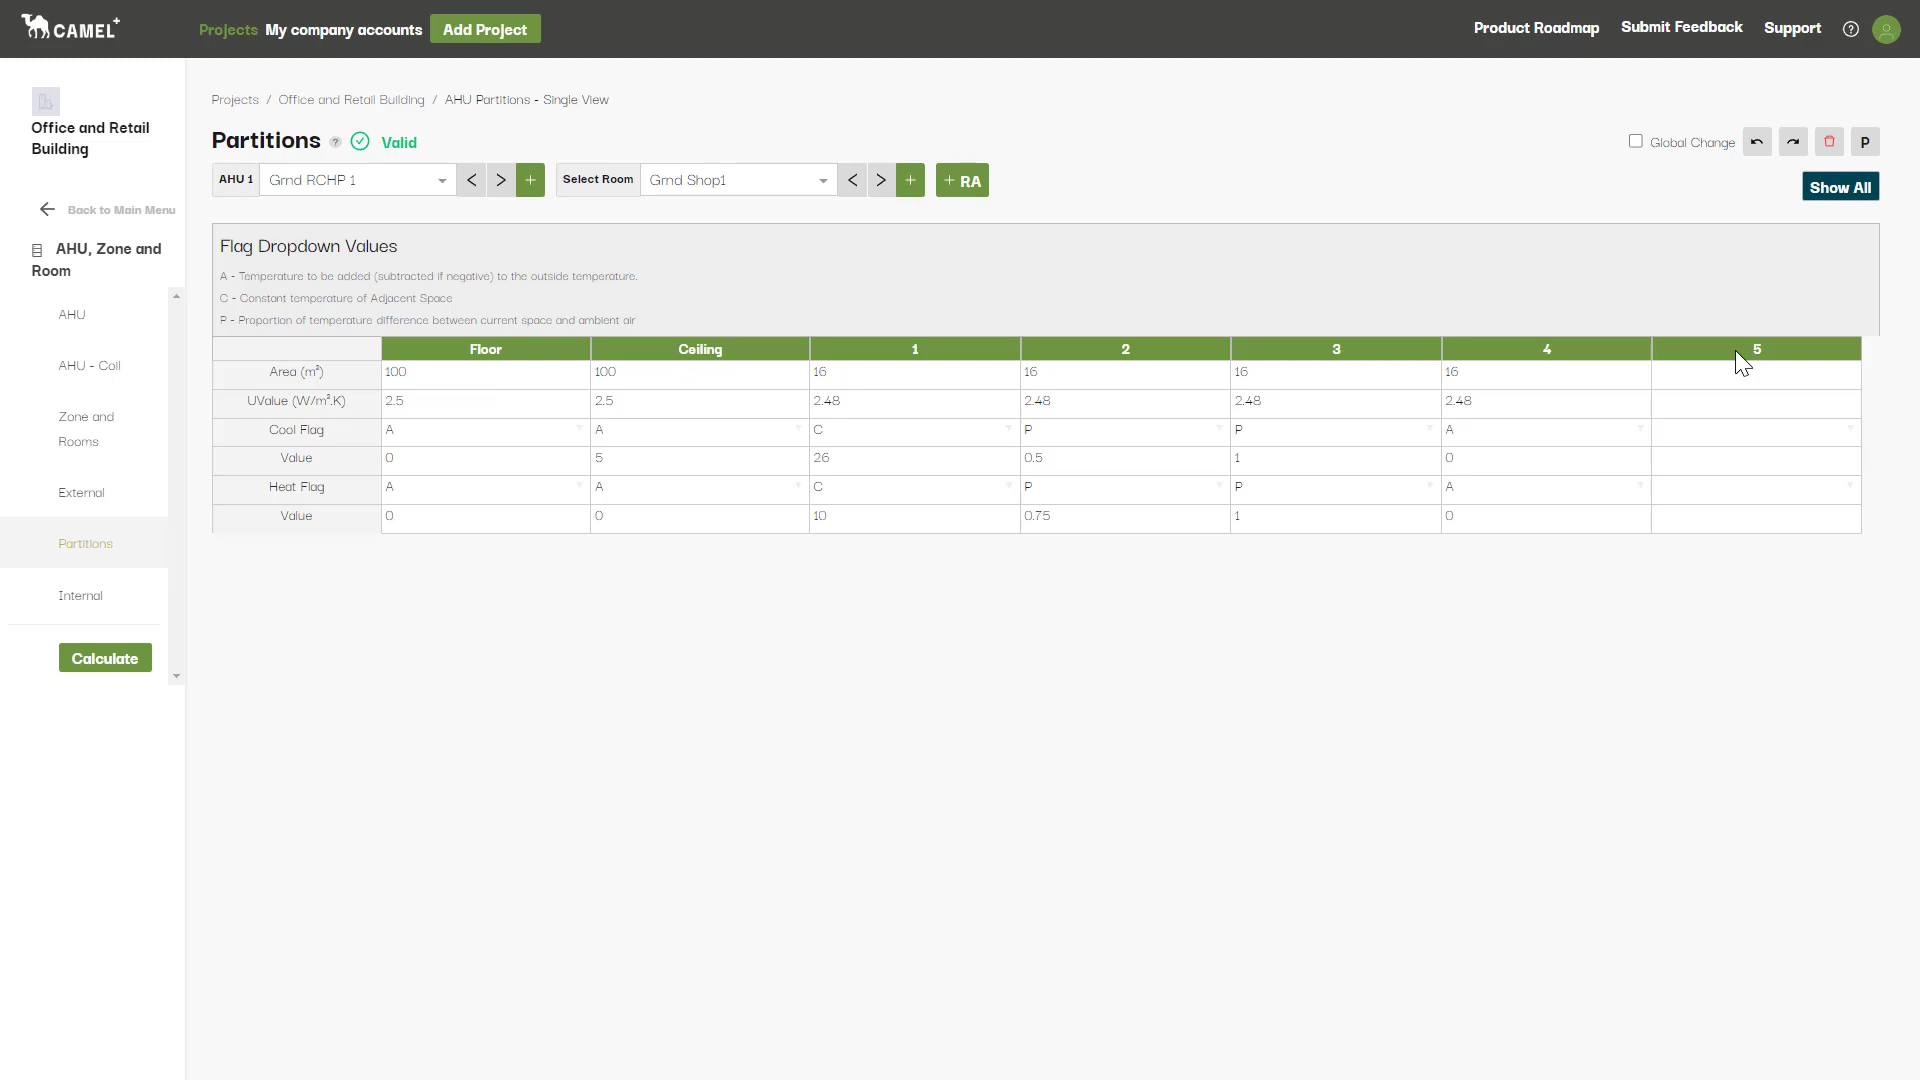 CAMEL+
Projects My company accounts Add Project
Product Roadmap Submit Feedback Support ?
Office and Retail
Building
Back to Main Menu
AHU, Zone and
Room
AHU
AHU - Coil
Zone and
Rooms
External
Partitions
Internal
Calculate
Projects / Office and Retail Building / AHU Partitions - Single View
Partitions ? Valid
Global Change P
AHU 1 Grnd RCHP 1 < > + Select Room Grnd Shop1 < > + + RA
Show All
Flag Dropdown Values
A - Temperature to be added (subtracted if negative) to the outside temperature.
C - Constant temperature of Adjacent Space
P - Proportion of temperature difference between current space and ambient air
Floor Ceiling 1 2 3 4 5
Area (m²) 100 100 16 16 16 16
UValue (W/m².K) 2.5 2.5 2.48 2.48 2.48 2.48
Cool Flag A A C P P A
Value 0 5 26 0.5 1 0
Heat Flag A A C P P A
Value 0 0 10 0.75 1 0